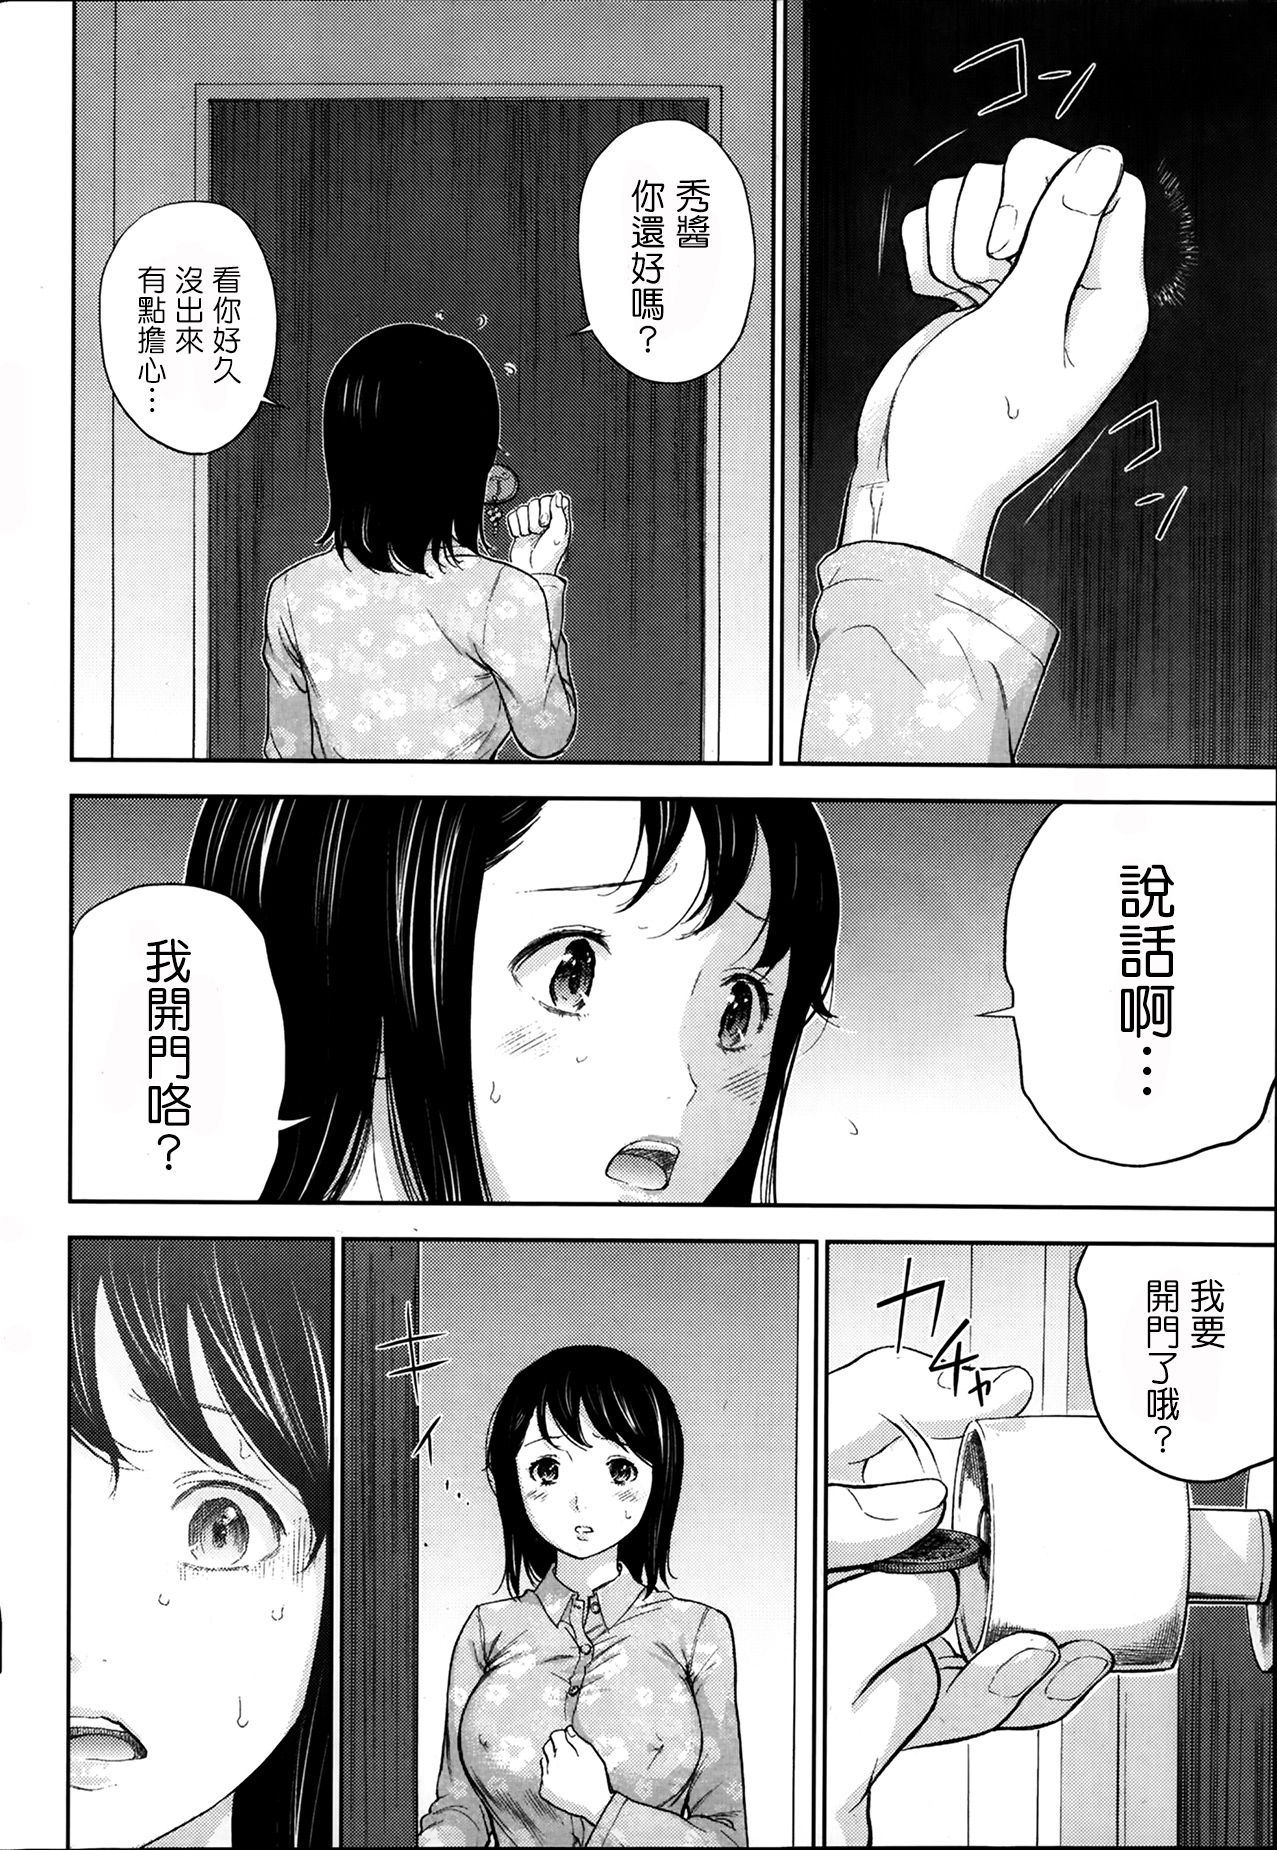 コン
コン
秀醬
你還好嗎?
看你好久
沒出來
有點擔心…
說話啊…
我開門咯?
我要
開門了哦?
カチャ
キィ